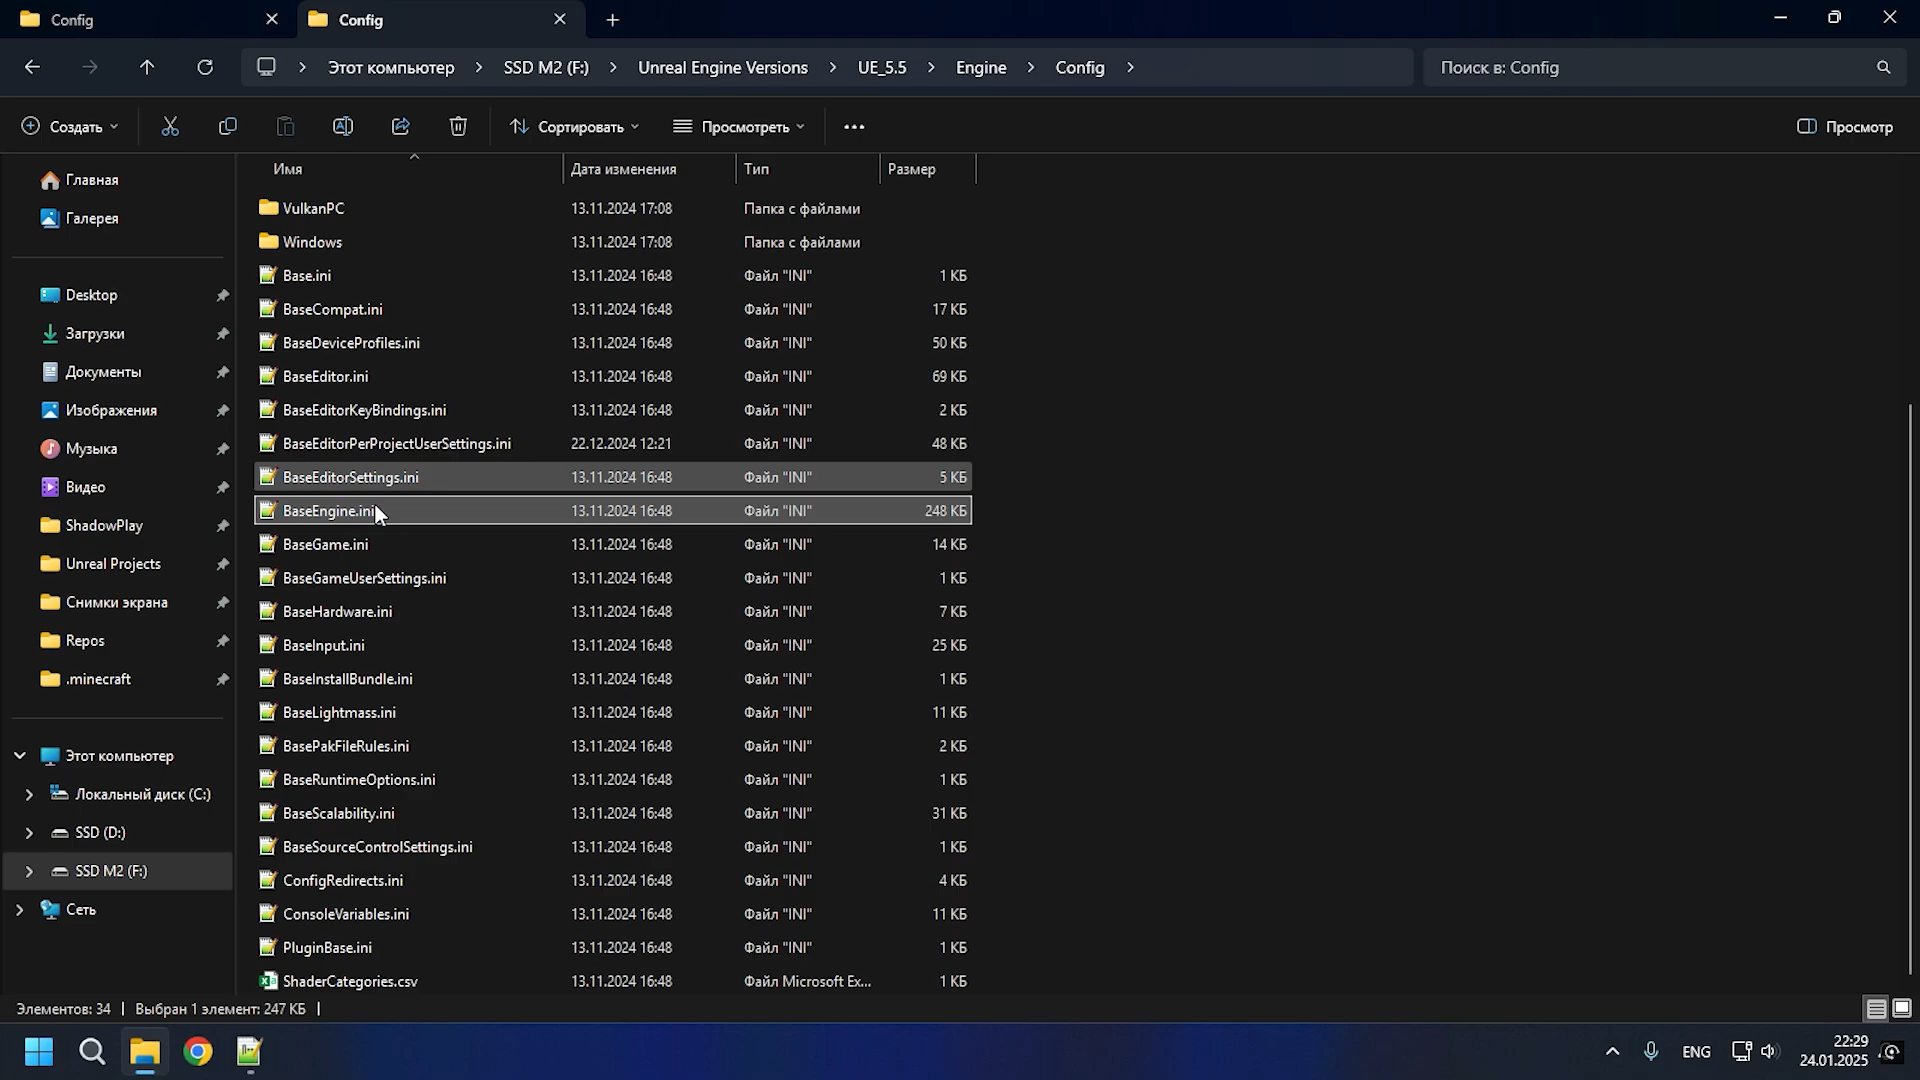 Config
Config
Этот компьютер
SSD M2 (F:)
Unreal Engine Versions
UE_5.5
Engine
Config
Поиск в: Config
Создать
Сортировать
Просмотреть
Просмотр
Имя Дата изменения Тип Размер
Главная
Галерея
Desktop
Загрузки
Документы
Изображения
Музыка
Видео
ShadowPlay
Unreal Projects
Снимки экрана
Repos
.minecraft
Этот компьютер
Локальный диск (C:)
SSD (D:)
SSD M2 (F:)
Сеть
VulkanPC 13.11.2024 17:08 Папка с файлами
Windows 13.11.2024 17:08 Папка с файлами
Base.ini 13.11.2024 16:48 Файл "INI" 1 КБ
BaseCompat.ini 13.11.2024 16:48 Файл "INI" 17 КБ
BaseDeviceProfiles.ini 13.11.2024 16:48 Файл "INI" 50 КБ
BaseEditor.ini 13.11.2024 16:48 Файл "INI" 69 КБ
BaseEditorKeyBindings.ini 13.11.2024 16:48 Файл "INI" 2 КБ
BaseEditorPerProjectUserSettings.ini 22.12.2024 12:21 Файл "INI" 48 КБ
BaseEditorSettings.ini 13.11.2024 16:48 Файл "INI" 5 КБ
BaseEngine.ini 13.11.2024 16:48 Файл "INI" 248 КБ
BaseGame.ini 13.11.2024 16:48 Файл "INI" 14 КБ
BaseGameUserSettings.ini 13.11.2024 16:48 Файл "INI" 1 КБ
BaseHardware.ini 13.11.2024 16:48 Файл "INI" 7 КБ
BaseInput.ini 13.11.2024 16:48 Файл "INI" 25 КБ
BaseInstallBundle.ini 13.11.2024 16:48 Файл "INI" 1 КБ
BaseLightmass.ini 13.11.2024 16:48 Файл "INI" 11 КБ
BasePakFileRules.ini 13.11.2024 16:48 Файл "INI" 2 КБ
BaseRuntimeOptions.ini 13.11.2024 16:48 Файл "INI" 1 КБ
BaseScalability.ini 13.11.2024 16:48 Файл "INI" 31 КБ
BaseSourceControlSettings.ini 13.11.2024 16:48 Файл "INI" 1 КБ
ConfigRedirects.ini 13.11.2024 16:48 Файл "INI" 4 КБ
ConsoleVariables.ini 13.11.2024 16:48 Файл "INI" 11 КБ
PluginBase.ini 13.11.2024 16:48 Файл "INI" 1 КБ
ShaderCategories.csv 13.11.2024 16:48 Файл Microsoft Ex... 1 КБ
Элементов: 34 Выбран 1 элемент: 247 КБ
ENG
22:29
24.01.2025